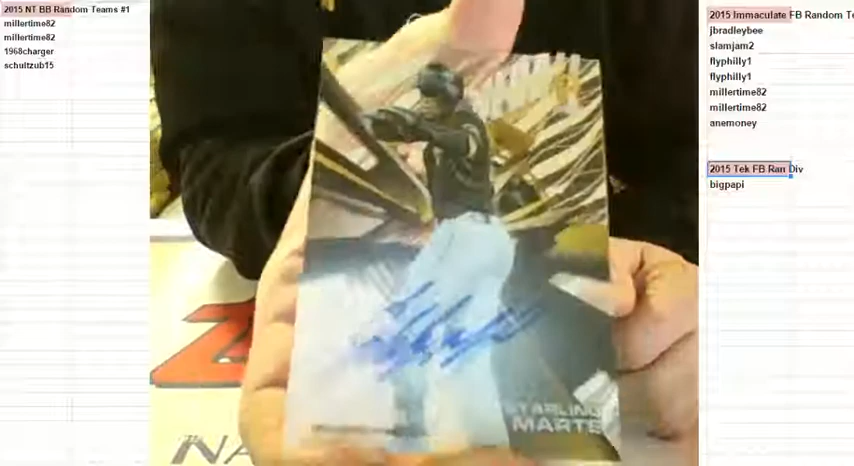 2015 NT BB Random Teams #1
millertime82
millertime82
1968charger
schultzub15
STARLING
MARTE
NA
2015 Immaculate FB Random Te
jbradleybee
slamjam2
flyphilly1
flyphilly1
millertime82
millertime82
anemoney
2015 Tek FB Ran Div
bigpapi